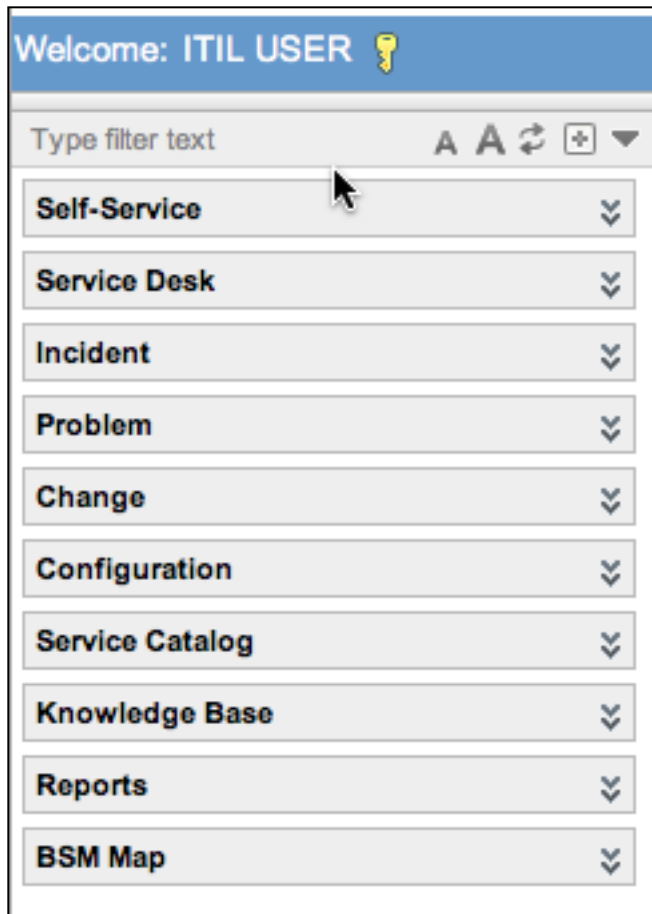 Welcome: ITIL USER
Type filter text A A
Self-Service
Service Desk
Incident
Problem
Change
Configuration
Service Catalog
Knowledge Base
Reports
BSM Map